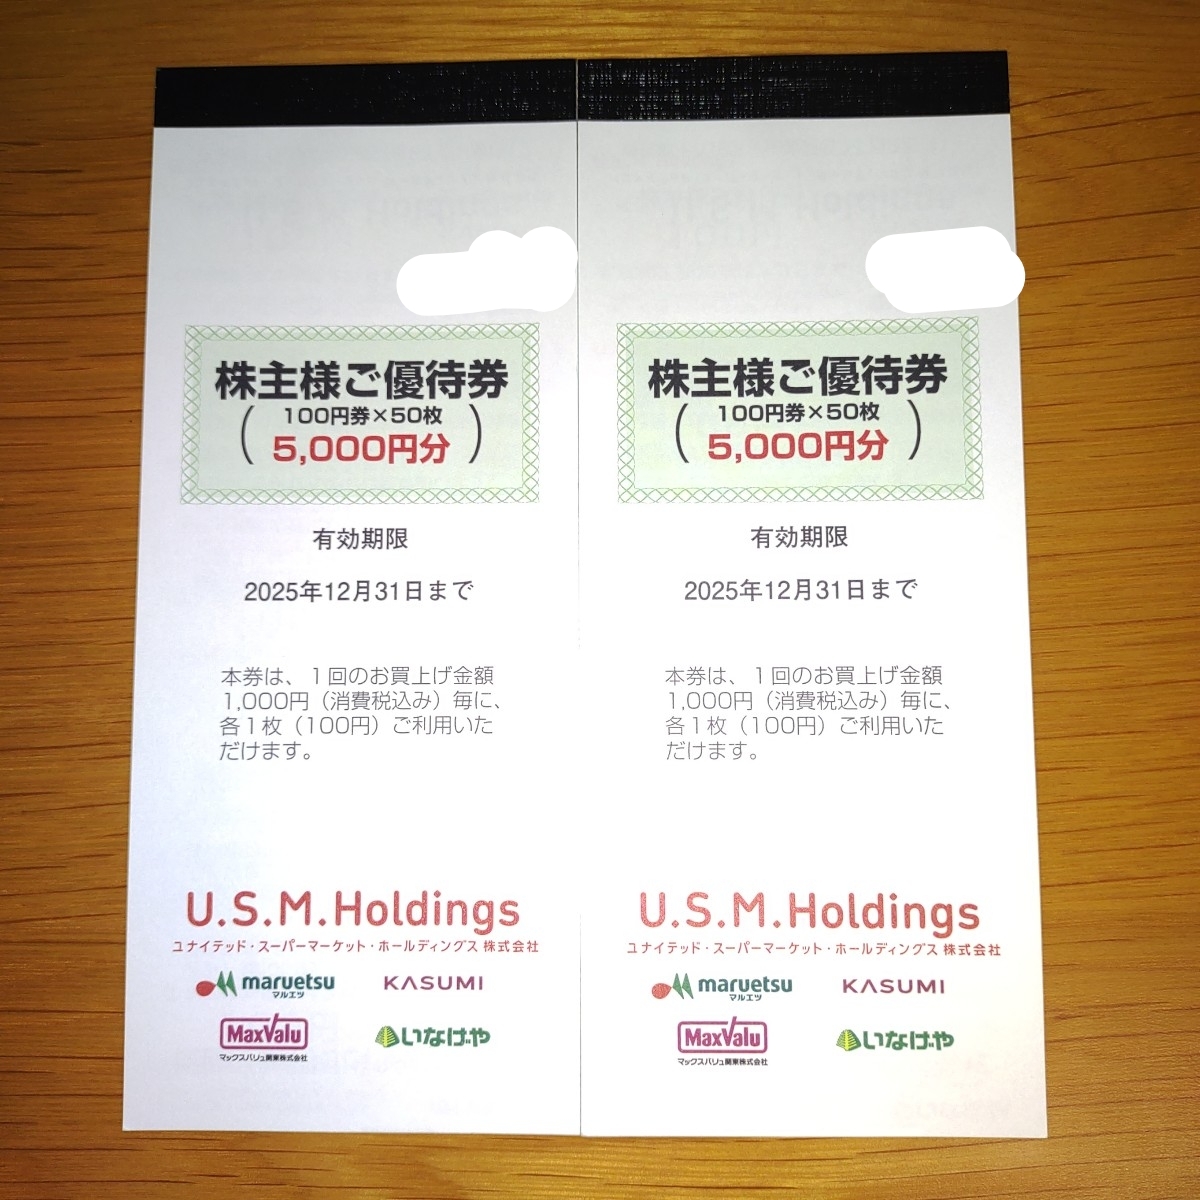 株主様ご優待券
(100円券×50枚
5,000円分)
有効期限
2025年12月31日まで
本券は、１回のお買上げ金額
1,000円（消費税込み）毎に、
各１枚（100円）ご利用いた
だけます。
U.S.M.Holdings
ユナイテッド・スーパーマーケット・ホールディングス 株式会社
maruetsu
マルエツ
KASUMI
MaxValu
マックスバリュ関東株式会社
いなげや
株主様ご優待券
(100円券×50枚
5,000円分)
有効期限
2025年12月31日まで
本券は、１回のお買上げ金額
1,000円（消費税込み）毎に、
各１枚（100円）ご利用いた
だけます。
U.S.M.Holdings
ユナイテッド・スーパーマーケット・ホールディングス 株式会社
maruetsu
マルエツ
KASUMI
MaxValu
マックスバリュ関東株式会社
いなげや